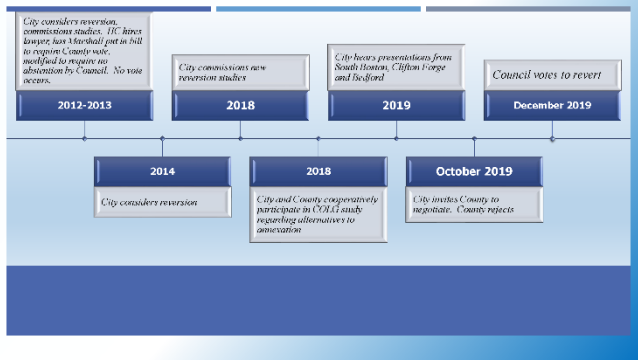 City considers reversion,
commissions studies. HC hires
lawyer, has Marshall put in bill
to require County vote,
modified to require no
abstention by Council. No vote
occurs.
2012-2013
City considers reversion
2014
City commissions new
reversion studies
2018
2018
City and County cooperatively
participate in COLG study
regarding alternatives to
annexation
City hears presentations from
South Boston, Clifton Forge
and Bedford
2019
October 2019
City invites County to
negotiate. County rejects
Council votes to revert
December 2019